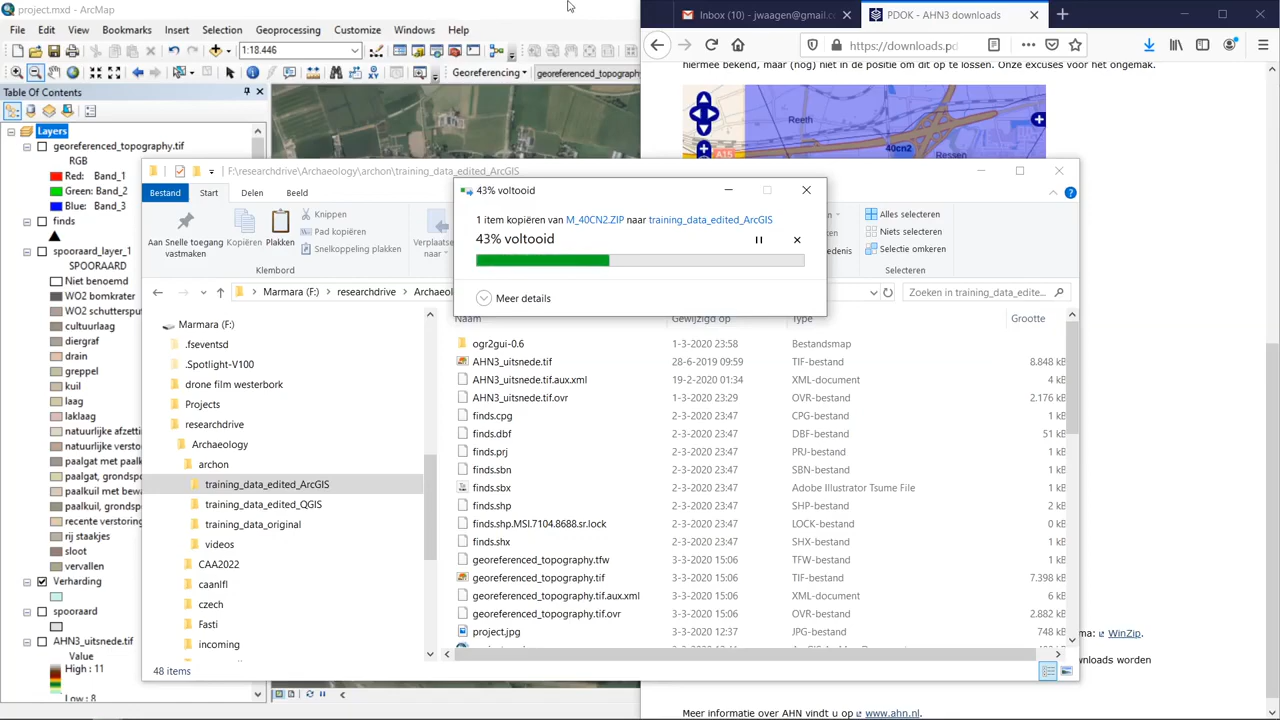 project.mxd - ArcMap
File Edit View Bookmarks Insert Selection Geoprocessing Customize Windows Help
1:18.446
Georeferencing
georeferenced_topography
Table Of Contents
Layers
georeferenced_topography.tif
RGB
Red: Band_1
Green: Band_2
Blue: Band_3
finds
spooraard_layer_1
SPOORAARD
Niet benoemd
WO2 bomkrater
WO2 schuttersput
cultuurlaag
diergraf
drain
greppel
kuil
laag
laklaag
natuurlijke afzetti
natuurlijke versto
paalgat met paalk
paalgat, grondspo
paalkuil met bewa
paalkuil, grondspo
recente verstoring
rij staakjes
sloot
vervallen
Verharding
spooraard
AHN3_uitsnede.tif
Value
High : 11
Low : 8
Inbox (10) - jwaagen@gmail.c
PDOK - AHN3 downloads
https://downloads.pd
hiermee bekend, maar (nog) niet in de positie om dit op te lossen. Onze excuses voor het ongemak.
Reeth
40cn2
A15
Ressen
F:\researchdrive\Archaeology\archon\training_data_edited_ArcGIS
Bestand Start Delen Beeld
Aan Snelle toegang
vastmaken
Kopiëren
Plakken
Knippen
Pad kopiëren
Snelkoppeling plakken
Klembord
Verplaatse
naar
denis
Alles selecteren
Niets selecteren
Selectie omkeren
Selecteren
43% voltooid
1 item kopiëren van M_40CN2.ZIP naar training_data_edited_ArcGIS
43% voltooid
Meer details
Marmara (F:) researchdrive Archaeol
Zoeken in training_data_edite...
Marmara (F:)
.fseventsd
.Spotlight-V100
drone film westerbork
Projects
researchdrive
Archaeology
archon
training_data_edited_ArcGIS
training_data_edited_QGIS
training_data_original
videos
CAA2022
caanlfl
czech
Fasti
incoming
Naam Gewijzigd op Type Grootte
ogr2gui-0.6 1-3-2020 23:58 Bestandsmap
AHN3_uitsnede.tif 28-6-2019 09:59 TIF-bestand 8.848 kB
AHN3_uitsnede.tif.aux.xml 19-2-2020 01:34 XML-document 4 kB
AHN3_uitsnede.tif.ovr 1-3-2020 23:29 OVR-bestand 2.176 kB
finds.cpg 2-3-2020 23:47 CPG-bestand 1 kB
finds.dbf 2-3-2020 23:47 DBF-bestand 51 kB
finds.prj 2-3-2020 23:47 PRJ-bestand 1 kB
finds.sbn 2-3-2020 23:47 SBN-bestand 1 kB
finds.sbx 2-3-2020 23:47 Adobe Illustrator Tsume File 1 kB
finds.shp 2-3-2020 23:47 SHP-bestand 2 kB
finds.shp.MSI.7104.8688.sr.lock 2-3-2020 23:47 LOCK-bestand 0 kB
finds.shx 2-3-2020 23:47 SHX-bestand 1 kB
georeferenced_topography.tfw 3-3-2020 15:06 TFW-bestand 1 kB
georeferenced_topography.tif 3-3-2020 15:06 TIF-bestand 7.398 kB
georeferenced_topography.tif.aux.xml 3-3-2020 15:06 XML-document 6 kB
georeferenced_topography.tif.ovr 3-3-2020 15:06 OVR-bestand 2.882 kB
project.jpg 3-3-2020 12:37 JPG-bestand 748 kB
48 items
ma: WinZip.
wnloads worden
Meer informatie over AHN vindt u op www.ahn.nl.